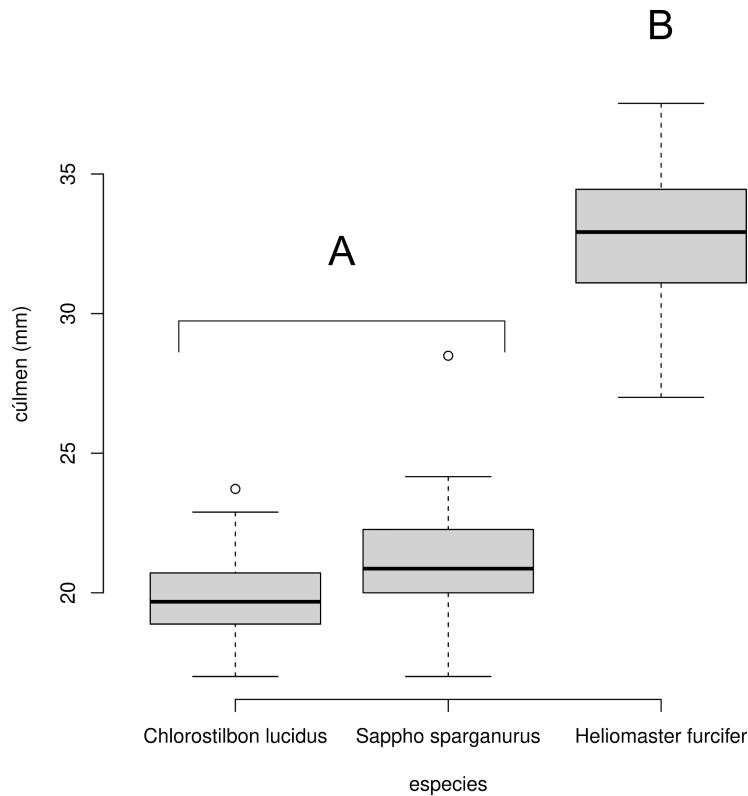 B
A
35
30
25
20
cúlmen (mm)
Chlorostilbon lucidus Sappho sparganurus Heliomaster furcifer
especies